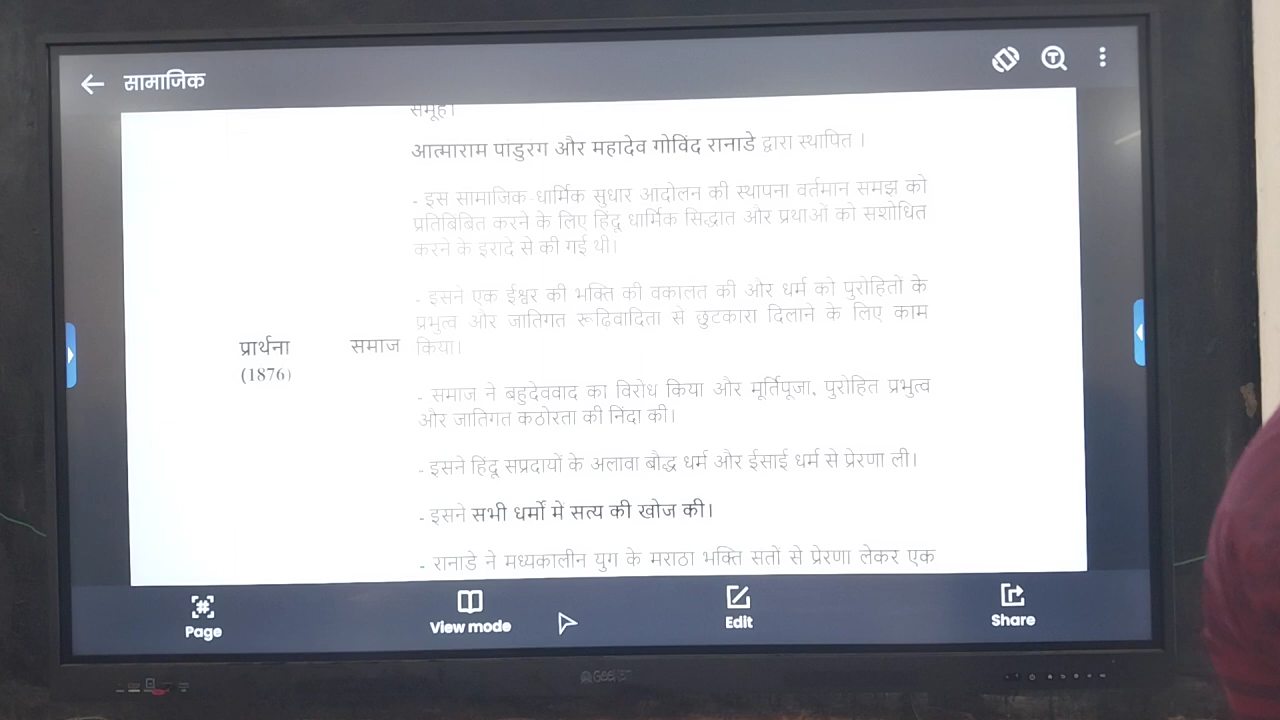 सामाजिक
समूह।
आत्माराम पाडुरग और महादेव गोविंद रानाडे द्वारा स्थापित ।
- इस सामाजिक-धार्मिक सुधार आदोलन की स्थापना वर्तमान समझ को
प्रतिबिबित करने के लिए हिंदू धार्मिक सिद्धात और प्रथाओं को सशोधित
करने के इरादे से की गई थी।
- इसने एक ईश्वर की भक्ति की वकालत की और धर्म को पुरोहितो के
प्रभुत्व और जातिगत रूढ़िवादिता से छुटकारा दिलाने के लिए काम
प्रार्थना समाज किया।
(1876)
- समाज ने बहुदेववाद का विरोध किया और मूर्तिपूजा, पुरोहित प्रभुत्व
और जातिगत कठोरता की निंदा की।
- इसने हिंदू सप्रदायों के अलावा बौद्ध धर्म और ईसाई धर्म से प्रेरणा ली।
- इसने सभी धर्मो में सत्य की खोज की।
- रानाडे ने मध्यकालीन युग के मराठा भक्ति सतो से प्रेरणा लेकर एक
Page View mode Edit Share